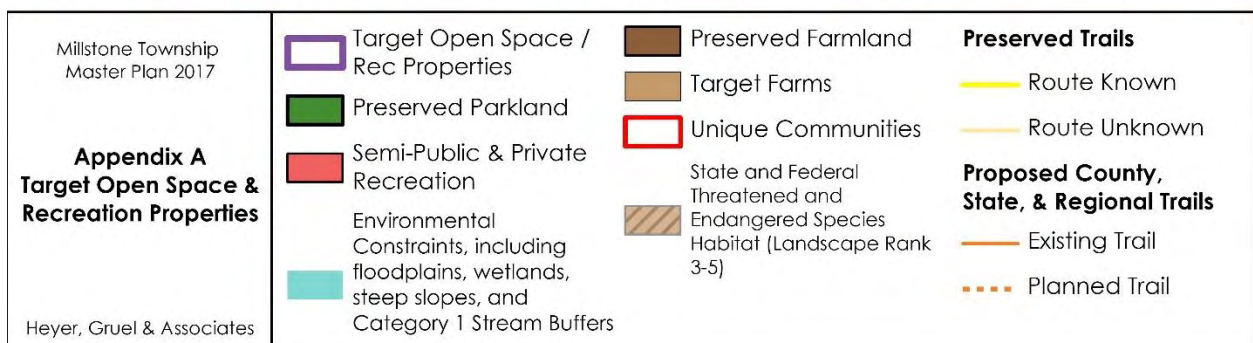 Millstone Township
Master Plan 2017
Appendix A
Target Open Space &
Recreation Properties
Heyer, Gruel & Associates
Target Open Space /
Rec Properties
Preserved Parkland
Semi-Public & Private
Recreation
Environmental
Constraints, including
floodplains, wetlands,
steep slopes, and
Category 1 Stream Buffers
Preserved Farmland
Target Farms
Unique Communities
State and Federal
Threatened and
Endangered Species
Habitat (Landscape Rank
3-5)
Preserved Trails
Route Known
Route Unknown
Proposed County,
State, & Regional Trails
Existing Trail
Planned Trail